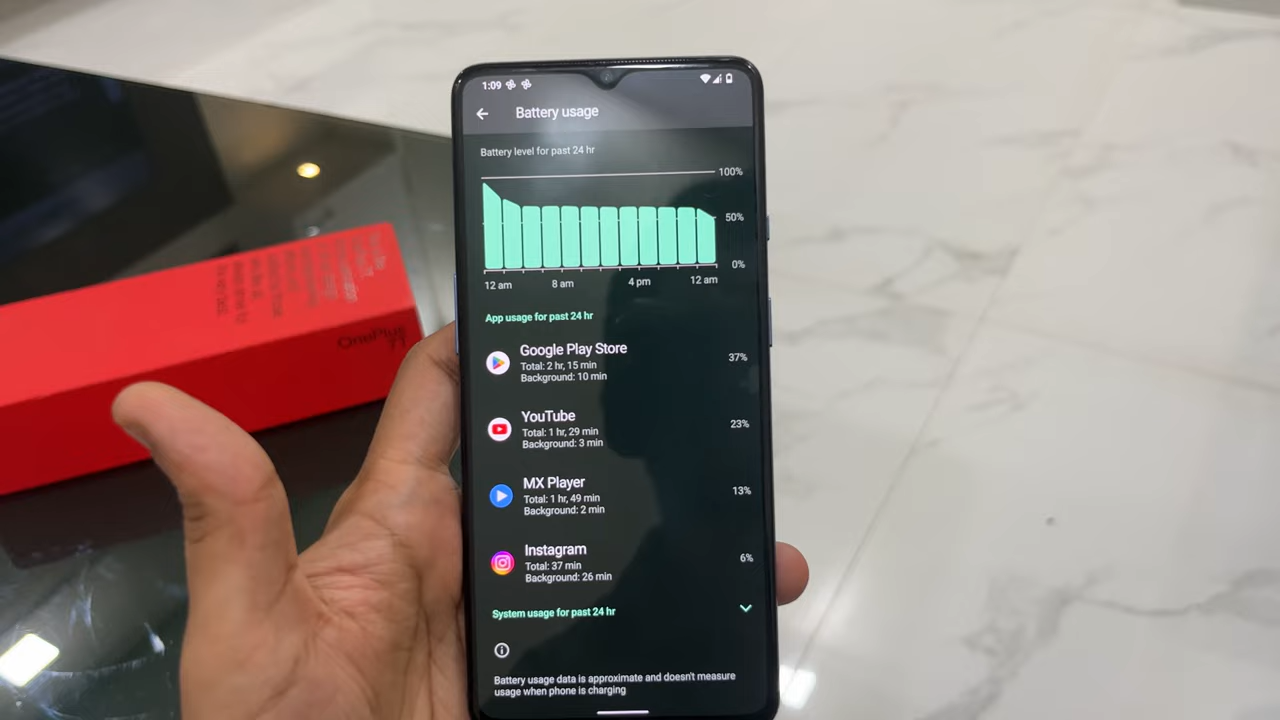 1:09
Battery usage
Battery level for past 24 hr
100%
50%
0%
12 am 8 am 4 pm 12 am
App usage for past 24 hr
Google Play Store
Total: 2 hr, 15 min
Background: 10 min
37%
YouTube
Total: 1 hr, 29 min
Background: 3 min
23%
MX Player
Total: 1 hr, 49 min
Background: 2 min
13%
Instagram
Total: 37 min
Background: 26 min
6%
System usage for past 24 hr
Battery usage data is approximate and doesn't measure
usage when phone is charging
OnePlus